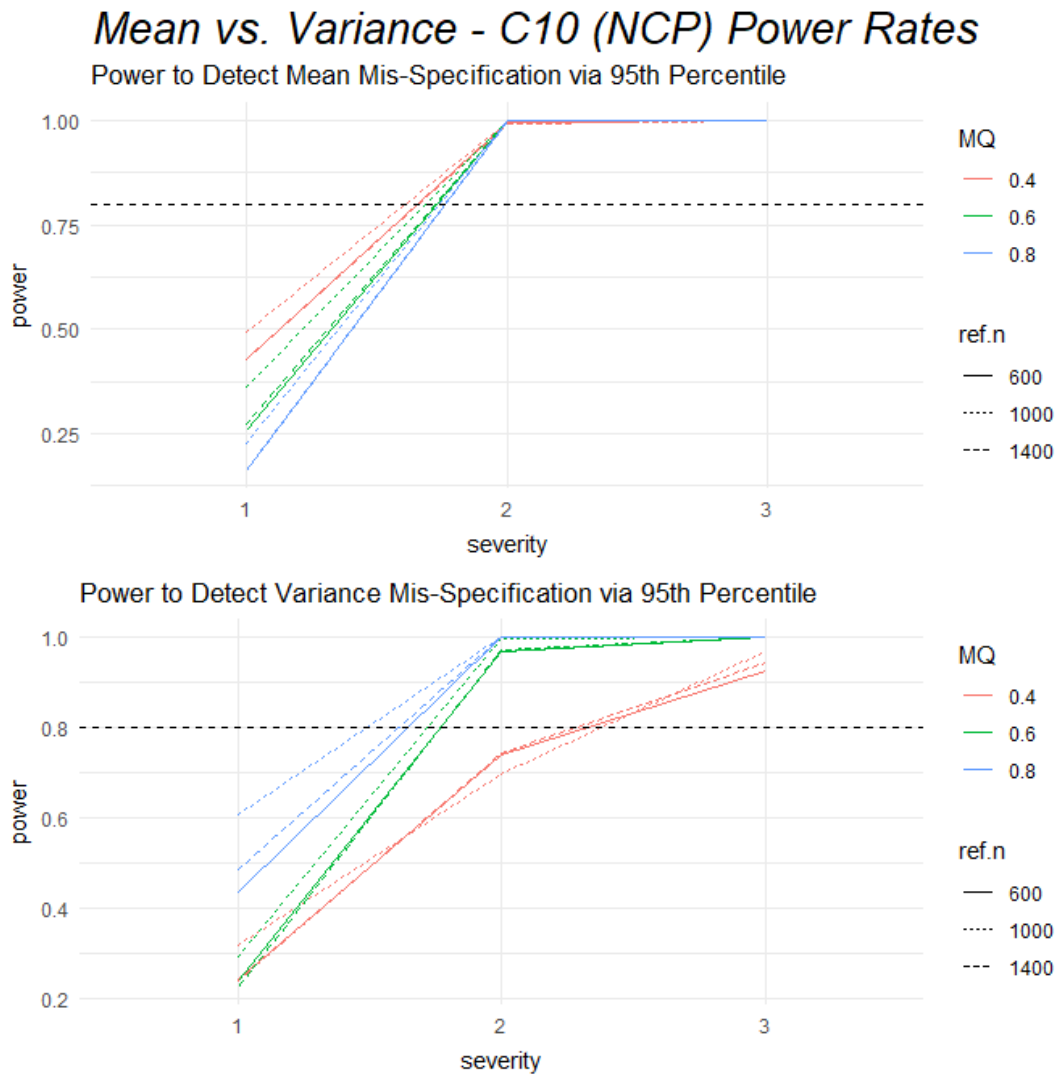 Mean vs. Variance - C10 (NCP) Power Rates
Power to Detect Mean Mis-Specification via 95th Percentile
1.00
0.75
0.50
0.25
power
1
2
3
severity
MQ
0.4
0.6
0.8
ref.n
600
1000
1400
Power to Detect Variance Mis-Specification via 95th Percentile
1.0
0.8
0.6
0.4
0.2
power
1
2
3
severity
MQ
0.4
0.6
0.8
ref.n
600
1000
1400